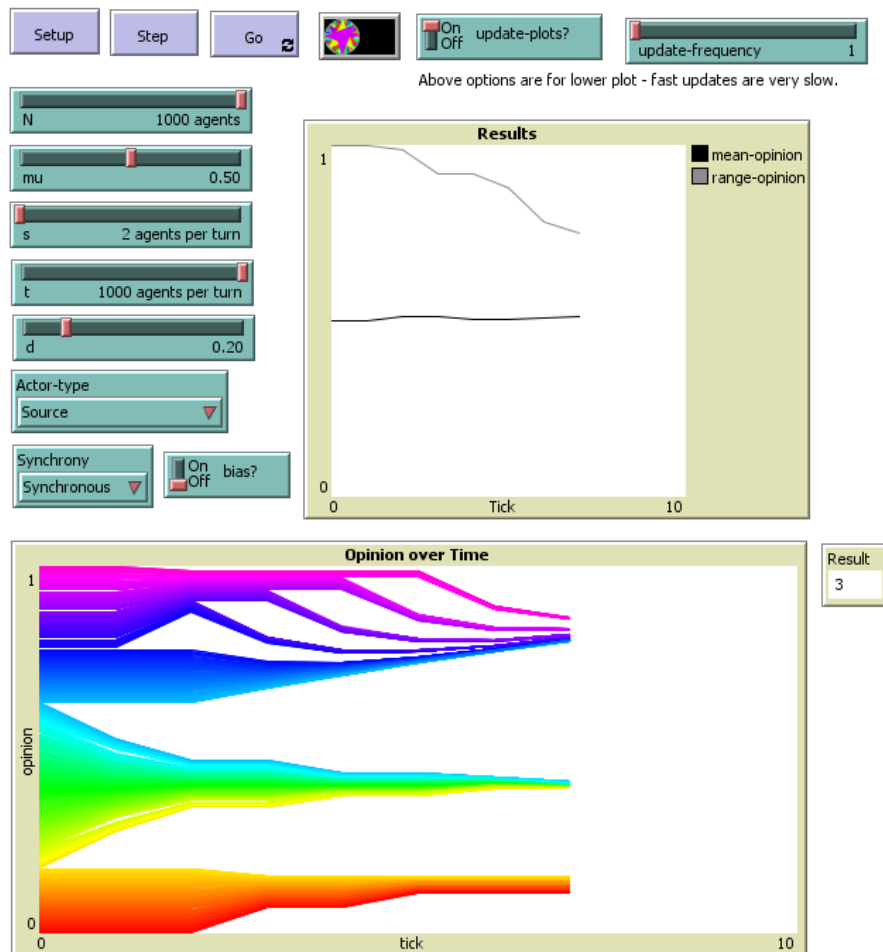 Setup
Step
Go
On
Off
update-plots?
update-frequency 1
Above options are for lower plot - fast updates are very slow.
N 1000 agents
mu 0.50
s 2 agents per turn
t 1000 agents per turn
d 0.20
Actor-type
Source
Synchrony
Synchronous
On
Off
bias?
Results
1
0
0
Tick
10
mean-opinion
range-opinion
Opinion over Time
1
opinion
0
0
tick
10
Result
3